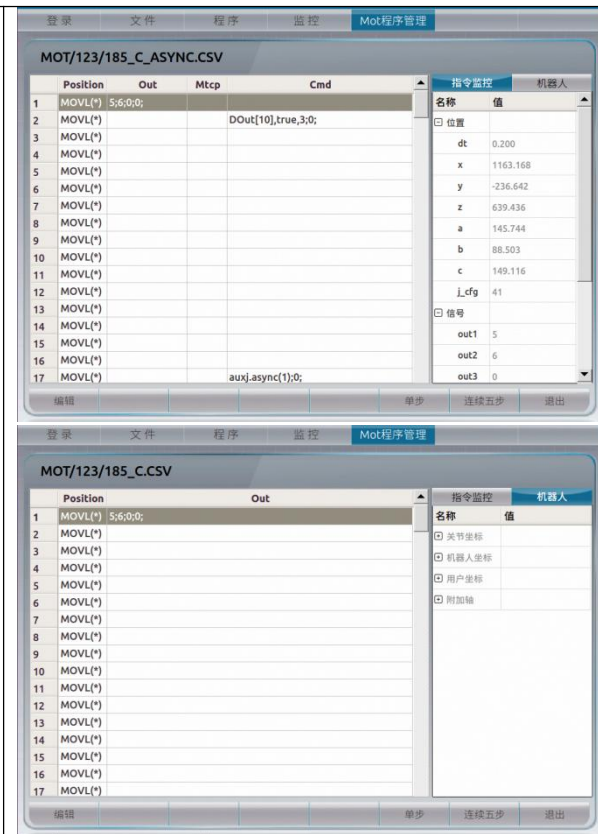 登录 文件 程序 监控 Mot程序管理
MOT/123/185_C_ASYNC.CSV
Position Out Mtcp Cmd 指令监控 机器人
1 MOVL(*) 5;6;0;0; 名称 值
2 MOVL(*) DOut[10],true,3;0; 位置
3 MOVL(*) dt 0.200
4 MOVL(*)
5 MOVL(*) x 1163.168
6 MOVL(*) y -236.642
7 MOVL(*) z 639.436
8 MOVL(*) a 145.744
9 MOVL(*)
10 MOVL(*) b 88.503
11 MOVL(*) c 149.116
12 MOVL(*) j_cfg 41
13 MOVL(*) 信号
14 MOVL(*) out1 5
15 MOVL(*)
16 MOVL(*) out2 6
17 MOVL(*) auxj.async(1);0; out3 0
编辑 单步 连续五步 退出
登录 文件 程序 监控 Mot程序管理
MOT/123/185_C.CSV
Position Out 指令监控 机器人
1 MOVL(*) 5;6;0;0; 名称 值
2 MOVL(*) 关节坐标
3 MOVL(*) 机器人坐标
4 MOVL(*)
5 MOVL(*) 用户坐标
6 MOVL(*) 附加轴
7 MOVL(*)
8 MOVL(*)
9 MOVL(*)
10 MOVL(*)
11 MOVL(*)
12 MOVL(*)
13 MOVL(*)
14 MOVL(*)
15 MOVL(*)
16 MOVL(*)
17 MOVL(*)
编辑 单步 连续五步 退出